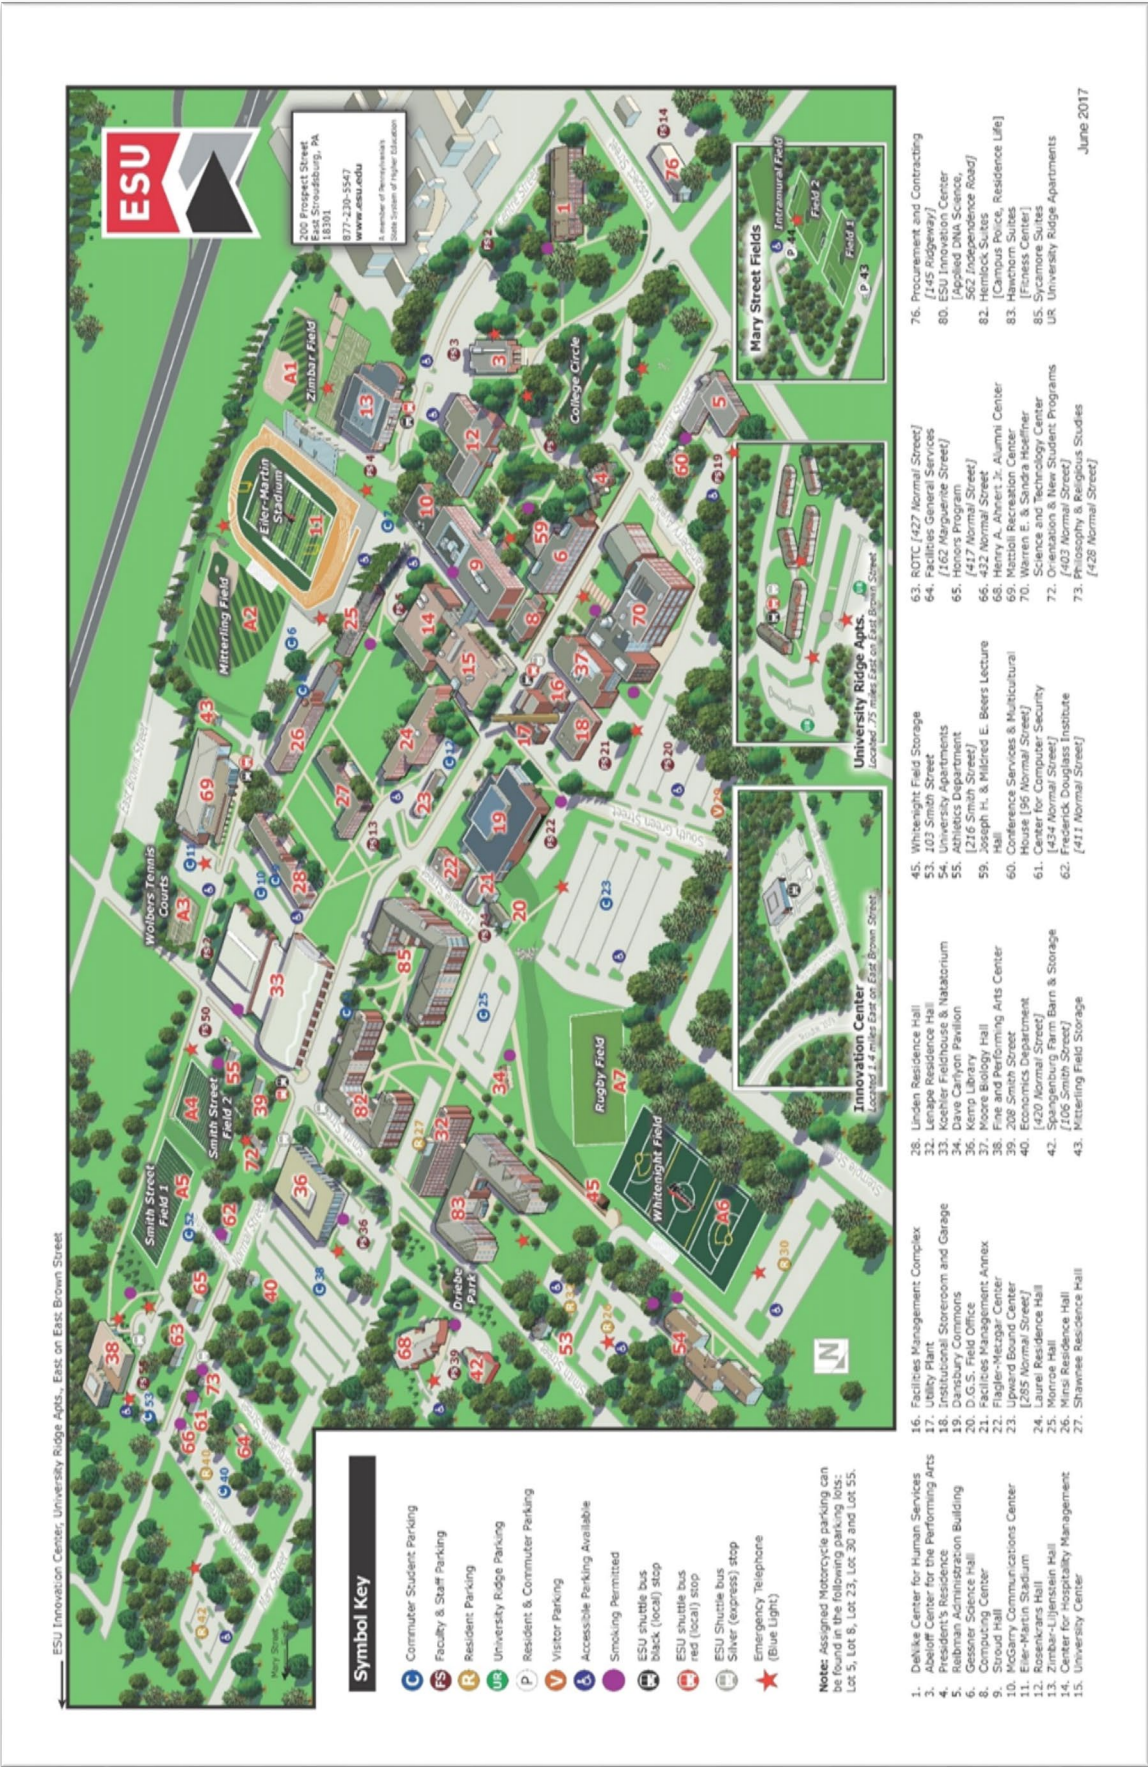 ESU Innovation Center, University Ridge Apts., East on East Brown Street
ESU
200 Prospect Street
East Stroudsburg, PA
18301
877-230-5547
www.esu.edu
A member of Pennsylvania's
State System of Higher Education
Wolbers Tennis
Courts
A3
Mitterling Field
A2
Eiler-Martin
Stadium
11
Zimbar Field
A1
Smith Street
Field 1
A5
Smith Street
Field 2
A4
College Circle
Driebe
Park
Rugby Field
A7
Whitenight Field
A6
South Green Street
Mary Street
Innovation Center
Located 1.4 miles East on East Brown Street
University Ridge Apts.
Located .75 miles East on East Brown Street
Mary Street Fields
Intramural Field
Field 2
Field 1
P 44
P 43
N
Symbol Key
C Commuter Student Parking
FS Faculty & Staff Parking
R Resident Parking
UR University Ridge Parking
P Resident & Commuter Parking
V Visitor Parking
Accessible Parking Available
Smoking Permitted
ESU shuttle bus
black (local) stop
ESU shuttle bus
red (local) stop
ESU Shuttle bus
Silver (express) stop
Emergency Telephone
(Blue Light)
Note: Assigned Motorcycle parking can
be found in the following parking lots:
Lot 5, Lot 8, Lot 23, Lot 30 and Lot 55.
1. DeNike Center for Human Services
3. Abeloff Center for the Performing Arts
4. President's Residence
5. Reibman Administration Building
6. Gessner Science Hall
8. Computing Center
9. Stroud Hall
10. McGarry Communications Center
11. Eiler-Martin Stadium
12. Rosenkrans Hall
13. Zimbar-Liljenstein Hall
14. Center for Hospitality Management
15. University Center
16. Facilities Management Complex
17. Utility Plant
18. Institutional Storeroom and Garage
19. Dansbury Commons
20. D.G.S. Field Office
21. Facilities Management Annex
22. Flagler-Metzgar Center
23. Upward Bound Center
[285 Normal Street]
24. Laurel Residence Hall
25. Monroe Hall
26. Minsi Residence Hall
27. Shawnee Residence Hall
28. Linden Residence Hall
32. Lenape Residence Hall
33. Koehler Fieldhouse & Natatorium
34. Dave Carlyon Pavilion
36. Kemp Library
37. Moore Biology Hall
38. Fine and Performing Arts Center
39. 208 Smith Street
40. Economics Department
[420 Normal Street]
42. Spangenburg Farm Barn & Storage
[106 Smith Street]
43. Mitterling Field Storage
45. Whitenight Field Storage
53. 103 Smith Street
54. University Apartments
55. Athletics Department
[216 Smith Street]
59. Joseph H. & Mildred E. Beers Lecture
Hall
60. Conference Services & Multicultural
House [96 Normal Street]
61. Center for Computer Security
[434 Normal Street]
62. Frederick Douglass Institute
[411 Normal Street]
63. ROTC [427 Normal Street]
64. Facilities General Services
[162 Marguerite Street]
65. Honors Program
[417 Normal Street]
66. 432 Normal Street
68. Henry A. Ahnert Jr. Alumni Center
69. Mattioli Recreation Center
70. Warren E. & Sandra Hoeffner
Science and Technology Center
72. Orientation & New Student Programs
[403 Normal Street]
73. Philosophy & Religious Studies
[428 Normal Street]
76. Procurement and Contracting
[145 Ridgeway]
80. ESU Innovation Center
[Applied DNA Science,
562 Independence Road]
82. Hemlock Suites
[Campus Police, Residence Life]
83. Hawthorn Suites
[Fitness Center]
85. Sycamore Suites
UR University Ridge Apartments
June 2017